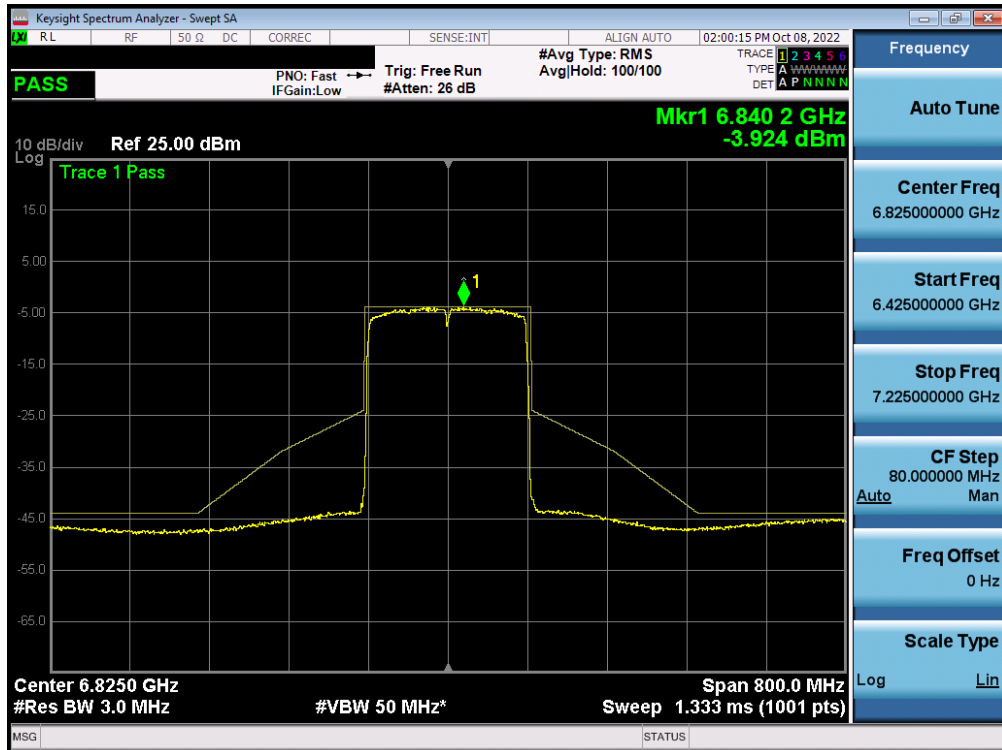 Keysight Spectrum Analyzer - Swept SA
LXI RL RF 50 Ω DC CORREC SENSE:INT ALIGN AUTO 02:00:15 PM Oct 08, 2022
PASS
PNO: Fast
IFGain:Low
Trig: Free Run
#Atten: 26 dB
#Avg Type: RMS
Avg|Hold: 100/100
TRACE 1 2 3 4 5 6
TYPE A WWWWW
DET A P N N N N
Mkr1 6.840 2 GHz
-3.924 dBm
10 dB/div Ref 25.00 dBm
Log
Trace 1 Pass
1
15.0
5.00
-5.00
-15.0
-25.0
-35.0
-45.0
-55.0
-65.0
Center 6.8250 GHz Span 800.0 MHz
#Res BW 3.0 MHz #VBW 50 MHz* Sweep 1.333 ms (1001 pts)
MSG STATUS
Frequency
Auto Tune
Center Freq
6.825000000 GHz
Start Freq
6.425000000 GHz
Stop Freq
7.225000000 GHz
CF Step
80.000000 MHz
Auto Man
Freq Offset
0 Hz
Scale Type
Log Lin